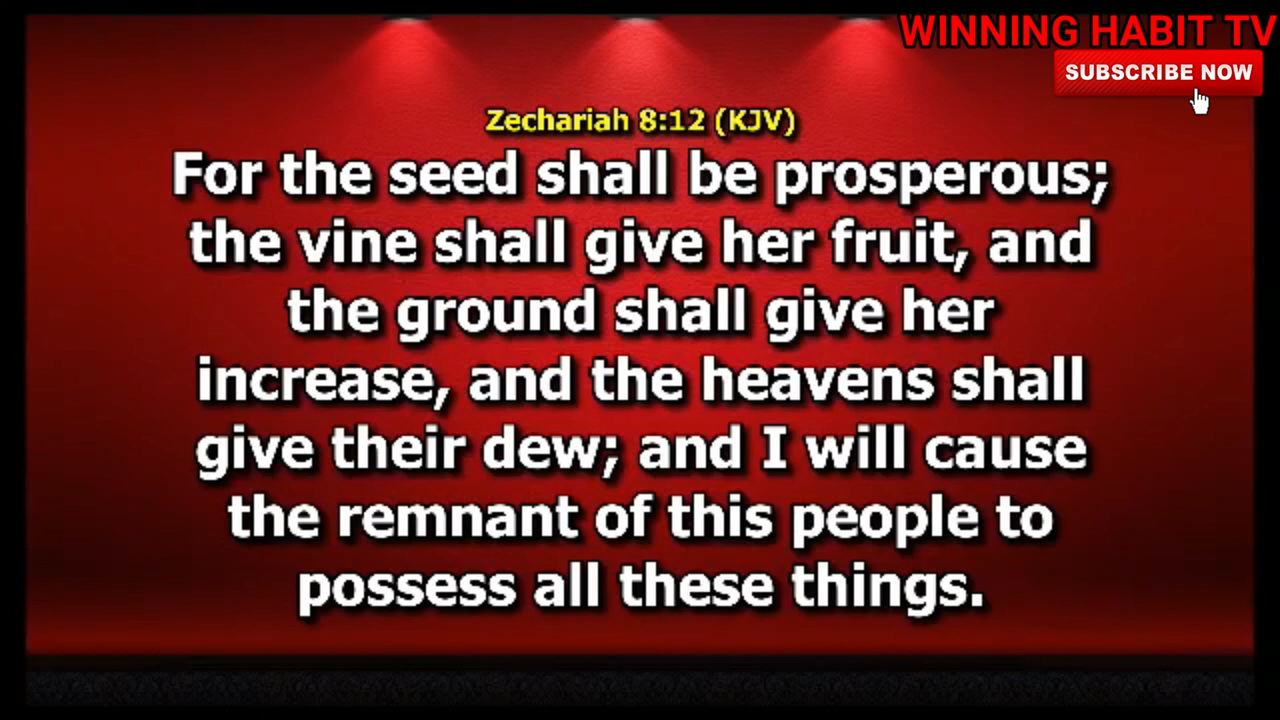 WINNING HABIT TV
SUBSCRIBE NOW
Zechariah 8:12 (KJV)
For the seed shall be prosperous;
the vine shall give her fruit, and
the ground shall give her
increase, and the heavens shall
give their dew; and I will cause
the remnant of this people to
possess all these things.